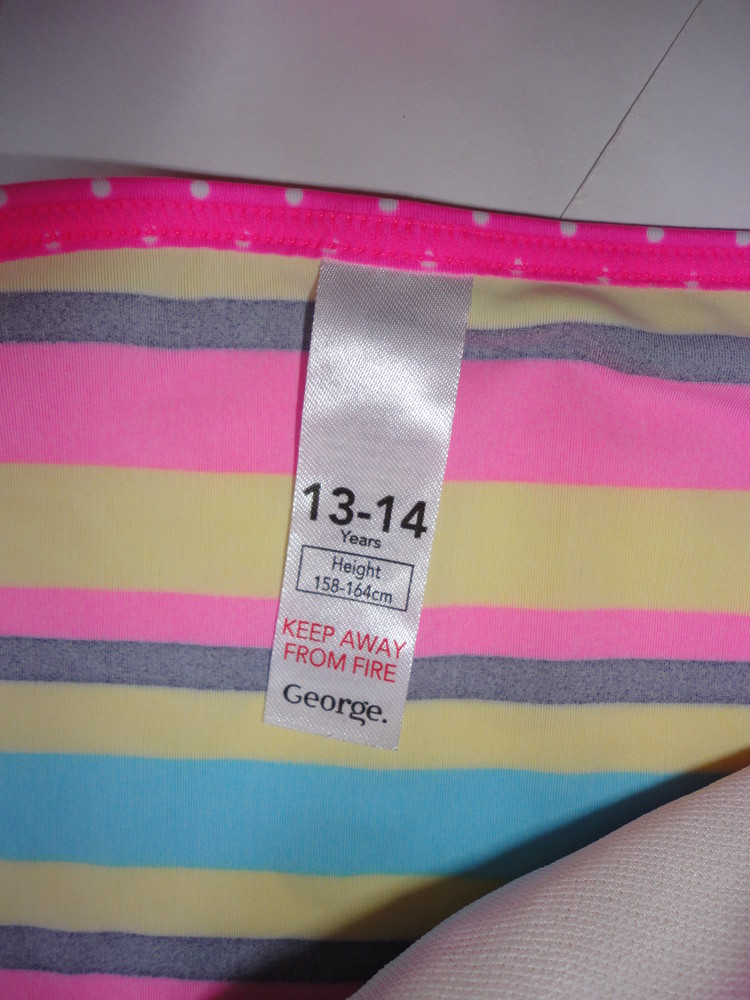 13-14
Years
Height
158-164cm
KEEP AWAY
FROM FIRE
George.